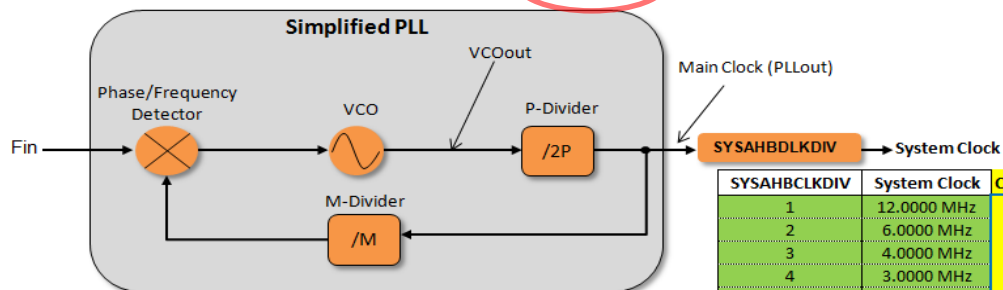 Simplified PLL
VCOout
Main Clock (PLLout)
Phase/Frequency
Detector
VCO
P-Divider
Fin
/2P
SYSAHBDLKDIV
System Clock
M-Divider
/M
SYSAHBCLKDIV System Clock C
1 12.0000 MHz
2 6.0000 MHz
3 4.0000 MHz
4 3.0000 MHz